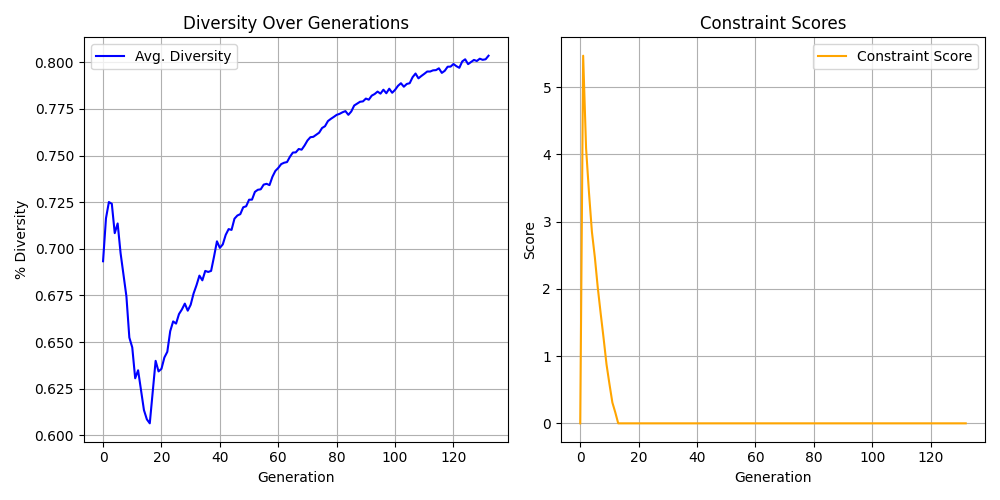 Diversity Over Generations
Avg. Diversity
% Diversity
0.800
0.775
0.750
0.725
0.700
0.675
0.650
0.625
0.600
0 20 40 60 80 100 120
Generation
Constraint Scores
Constraint Score
Score
5
4
3
2
1
0
0 20 40 60 80 100 120
Generation